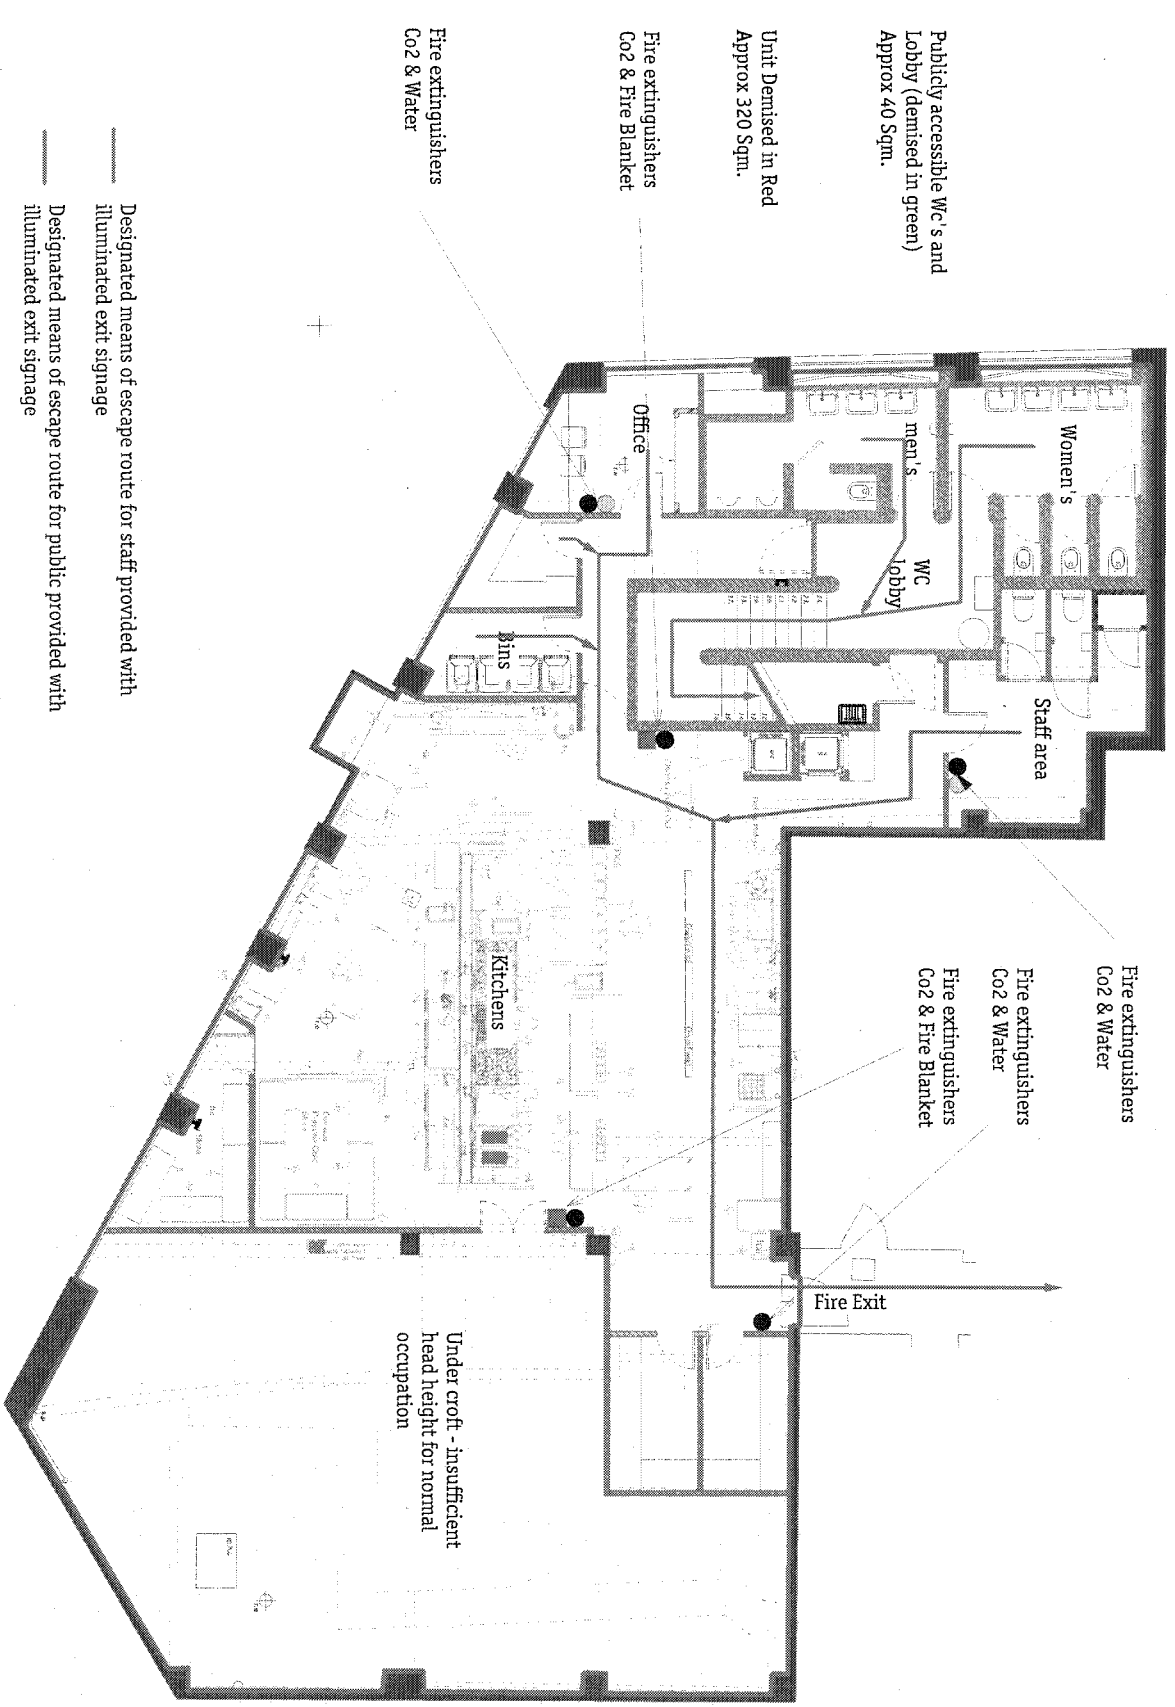 Publicly accessible Wc's and
Lobby (demised in green)
Approx 40 Sqm.
Unit Demised in Red
Approx 320 Sqm.
Fire extinguishers
Co2 & Fire Blanket
Fire extinguishers
Co2 & Water
Designated means of escape route for staff provided with
illuminated exit signage
Designated means of escape route for public provided with
illuminated exit signage
Women's
men's
WC
lobby
Office
Bins
Staff area
Kitchens
Fire extinguishers
Co2 & Water
Fire extinguishers
Co2 & Water
Fire extinguishers
Co2 & Fire Blanket
Fire Exit
Under croft - insufficient
head height for normal
occupation